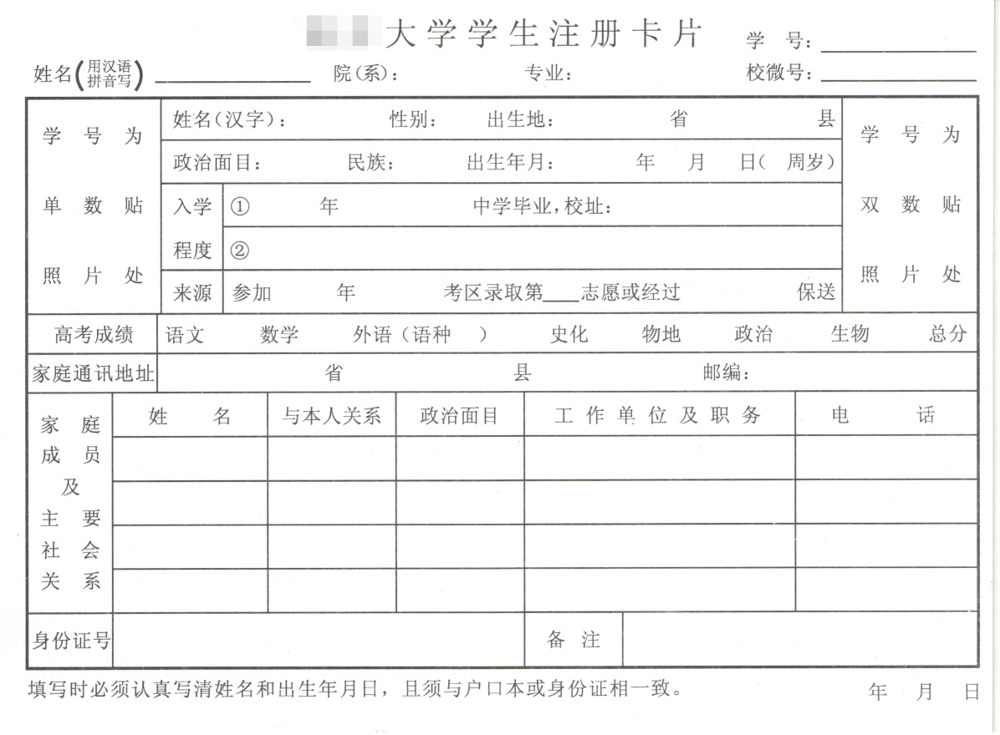 大学学生注册卡片
学 号：
姓名（用汉语拼音写） 院（系）： 专业： 校微号：
学 号 为
单 数 贴
照 片 处
姓名（汉字）： 性别： 出生地： 省 县
政治面目： 民族： 出生年月： 年 月 日（ 周岁）
入学
程度
① 年 中学毕业，校址：
②
来源 参加 年 考区录取第____志愿或经过 保送
学 号 为
双 数 贴
照 片 处
高考成绩 语文 数学 外语（语种 ） 史化 物地 政治 生物 总分
家庭通讯地址 省 县 邮编：
家 庭
成 员
及
主 要
社 会
关 系
姓 名 与本人关系 政治面目 工作单位及职务 电 话
身份证号 备 注
填写时必须认真写清姓名和出生年月日，且须与户口本或身份证相一致。 年 月 日